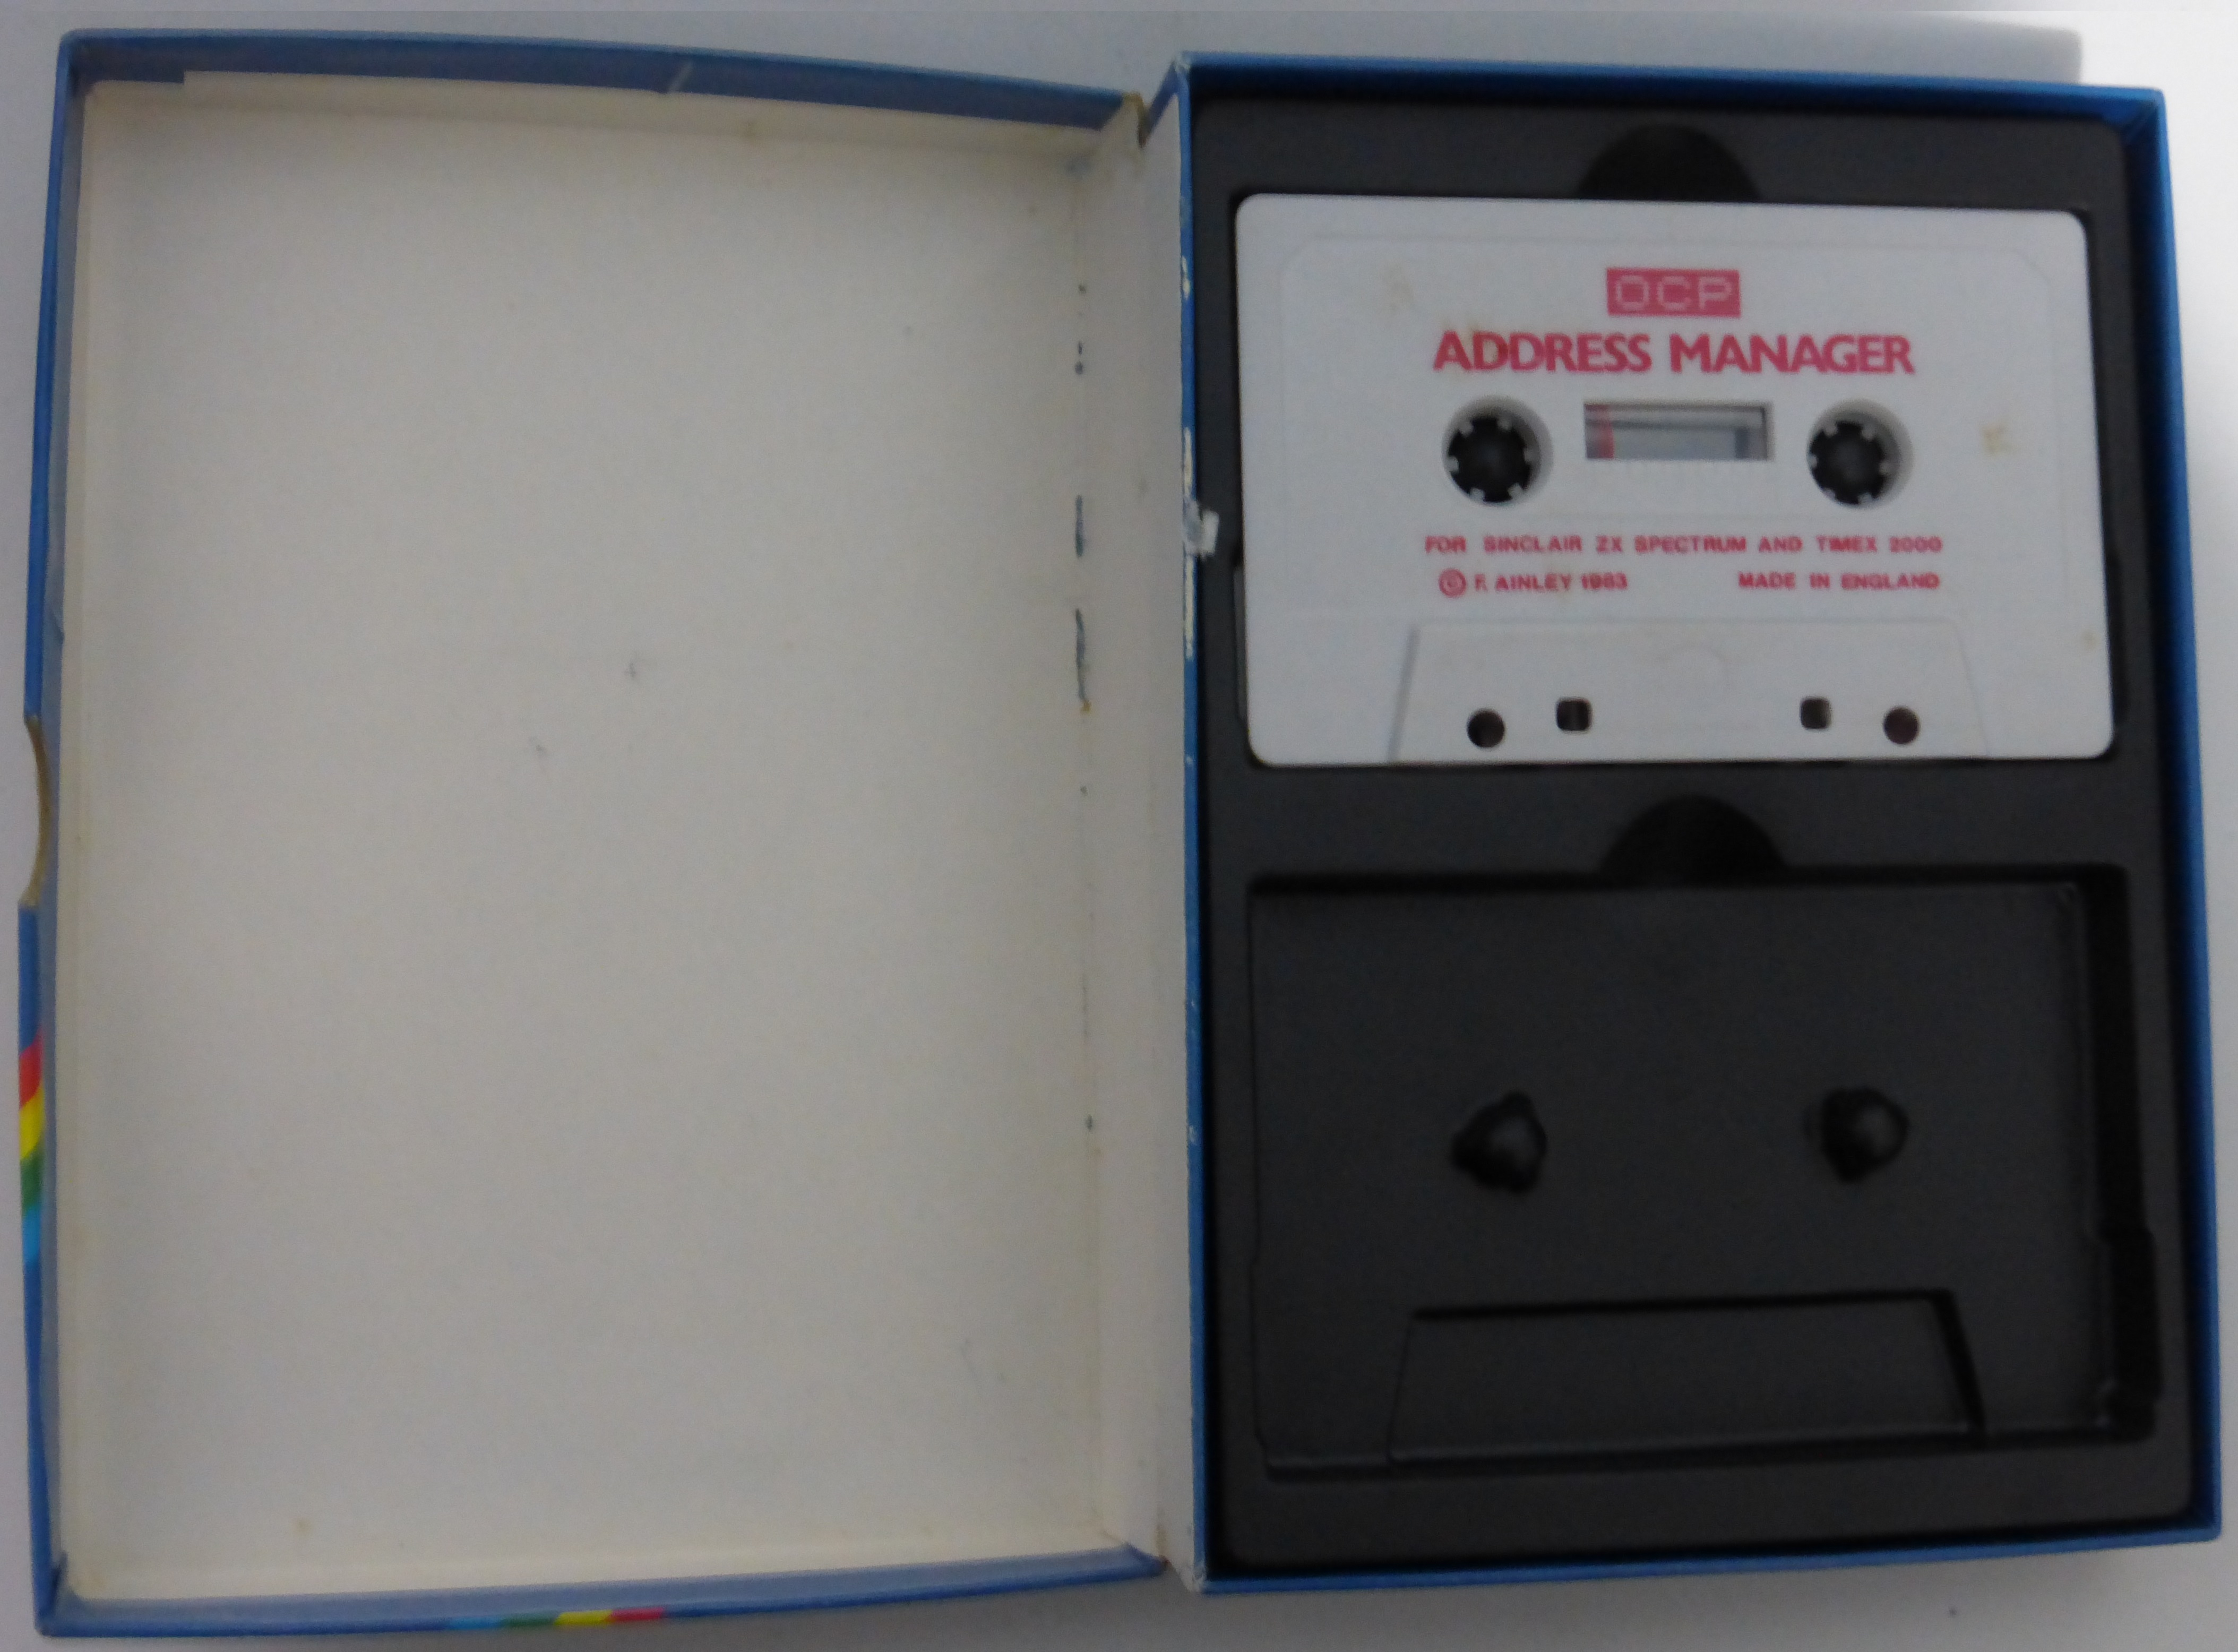 OCP
ADDRESS MANAGER
FOR SINCLAIR ZX SPECTRUM AND TIMEX 2000
© F. AINLEY 1983 MADE IN ENGLAND